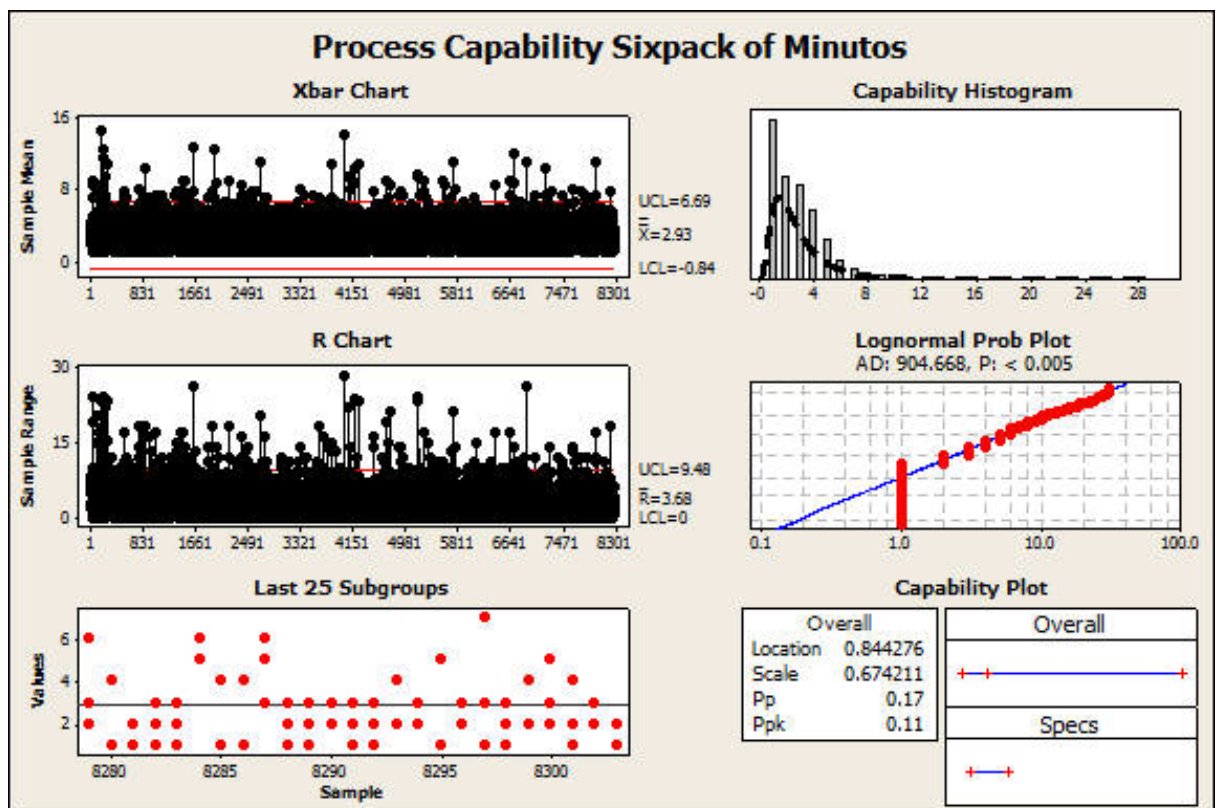 Process Capability Sixpack of Minutos
Xbar Chart
Sample Mean
16
8
0
UCL=6.69
X=2.93
LCL=-0.84
1 831 1661 2491 3321 4151 4981 5811 6641 7471 8301
R Chart
Sample Range
30
15
0
UCL=9.48
R=3.68
LCL=0
1 831 1661 2491 3321 4151 4981 5811 6641 7471 8301
Last 25 Subgroups
Values
6
4
2
8280 8285 8290 8295 8300
Sample
Capability Histogram
-0 4 8 12 16 20 24 28
Lognormal Prob Plot
AD: 904.668, P: < 0.005
0.1 1.0 10.0 100.0
Capability Plot
Overall
Location 0.844276
Scale 0.674211
Pp 0.17
Ppk 0.11
Overall
Specs